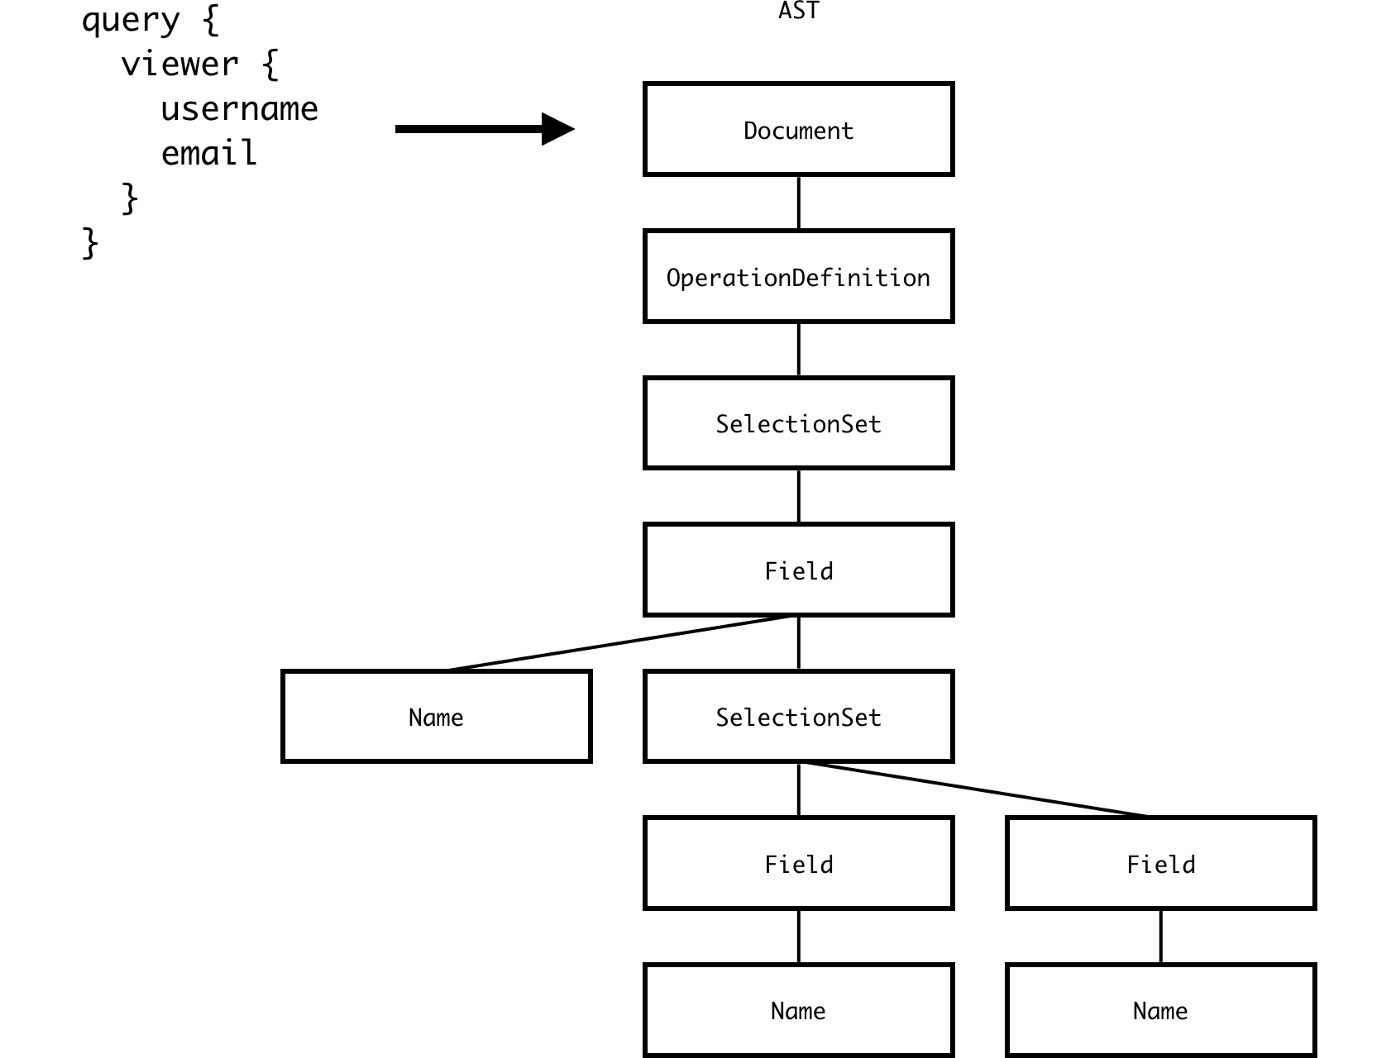 query {
  viewer {
    username
    email
  }
}
AST
Document
OperationDefinition
SelectionSet
Field
Name
SelectionSet
Field
Field
Name
Name